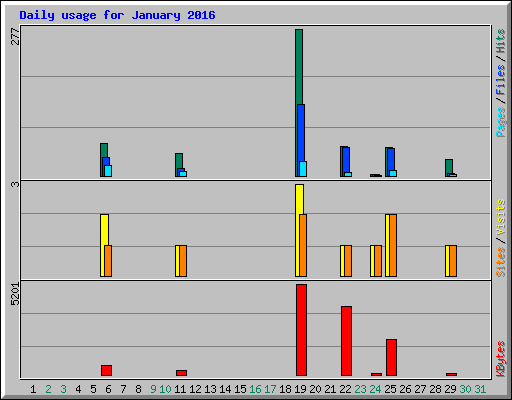 Daily usage for January 2016
277
Pages / Files / Hits
3
Sites / Visits
5201
KBytes
1 2 3 4 5 6 7 8 9 10 11 12 13 14 15 16 17 18 19 20 21 22 23 24 25 26 27 28 29 30 31